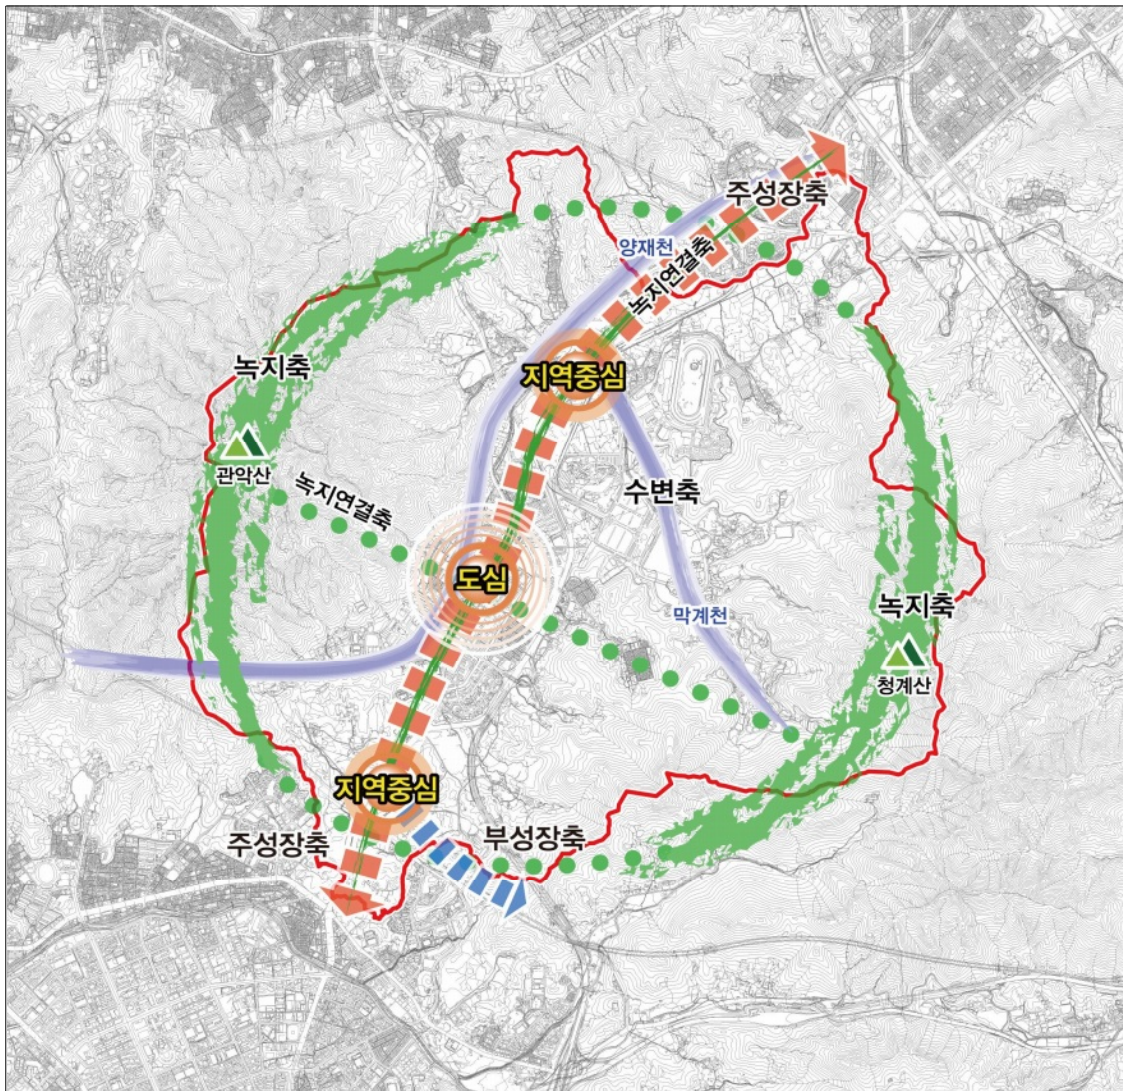 주성장축
양재천
녹지연결축
녹지축
지역중심
관악산
녹지연결축
수변축
도심
녹지축
막계천
청계산
지역중심
주성장축
부성장축